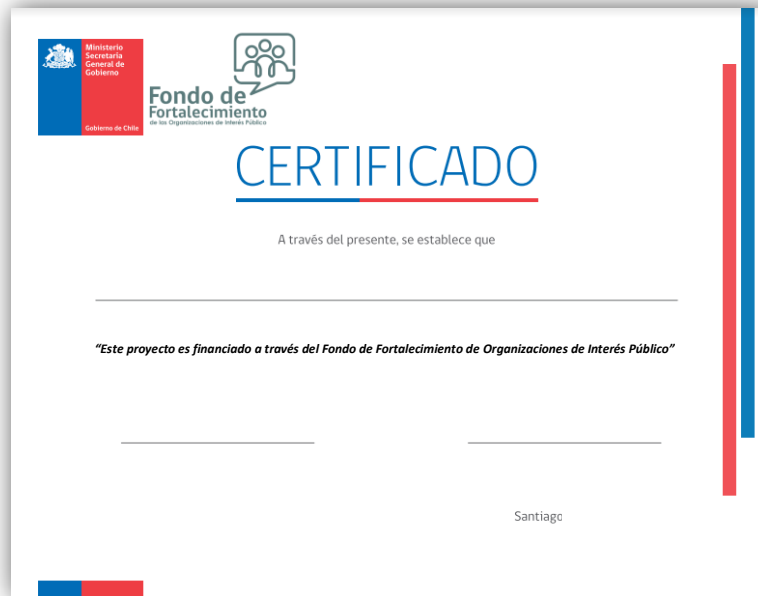 Ministerio
Secretaría
General de
Gobierno
Gobierno de Chile
Fondo de
Fortalecimiento
de las Organizaciones de Interés Público
CERTIFICADO
A través del presente, se establece que
“Este proyecto es financiado a través del Fondo de Fortalecimiento de Organizaciones de Interés Público”
Santiago